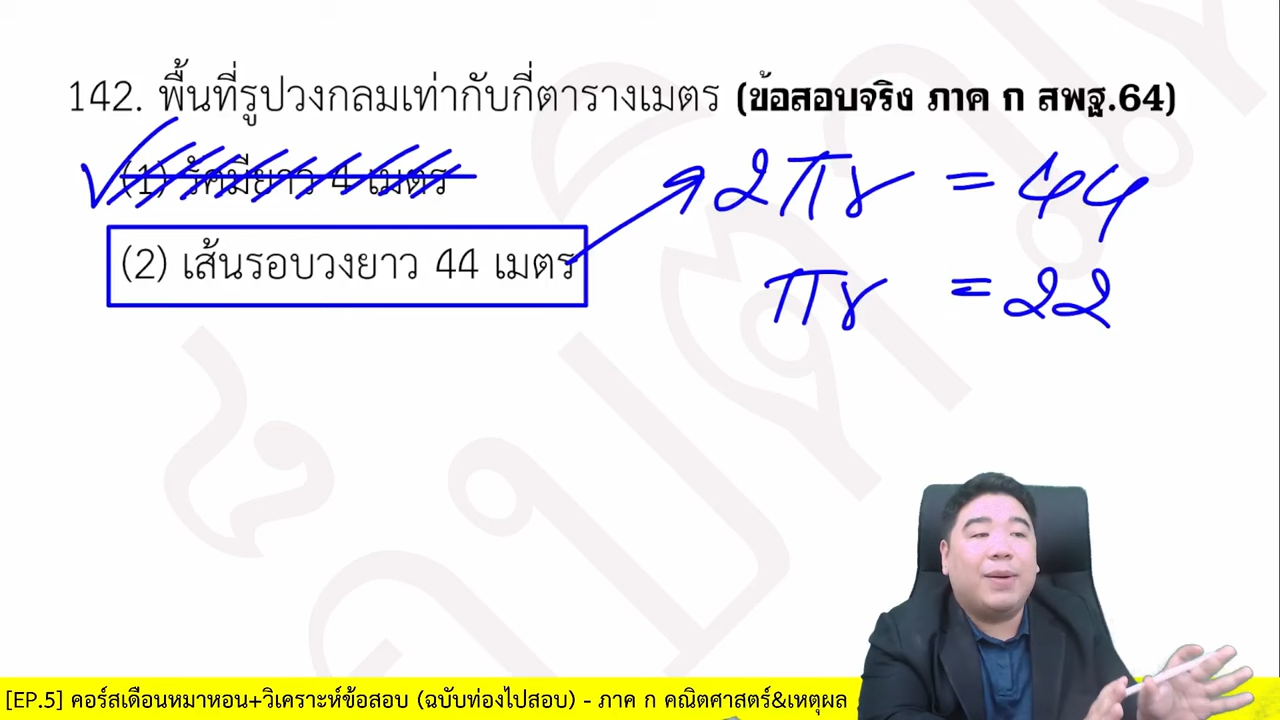 142. พื้นที่รูปวงกลมเท่ากับกี่ตารางเมตร (ข้อสอบจริง ภาค ก สพฐ.64)
(1) รัศมียาว 4 เมตร
2πr = 44
(2) เส้นรอบวงยาว 44 เมตร
πr = 22
[EP.5] คอร์สเดือนหมาหอน+วิเคราะห์ข้อสอบ (ฉบับท่องไปสอบ) - ภาค ก คณิตศาสตร์&เหตุผล